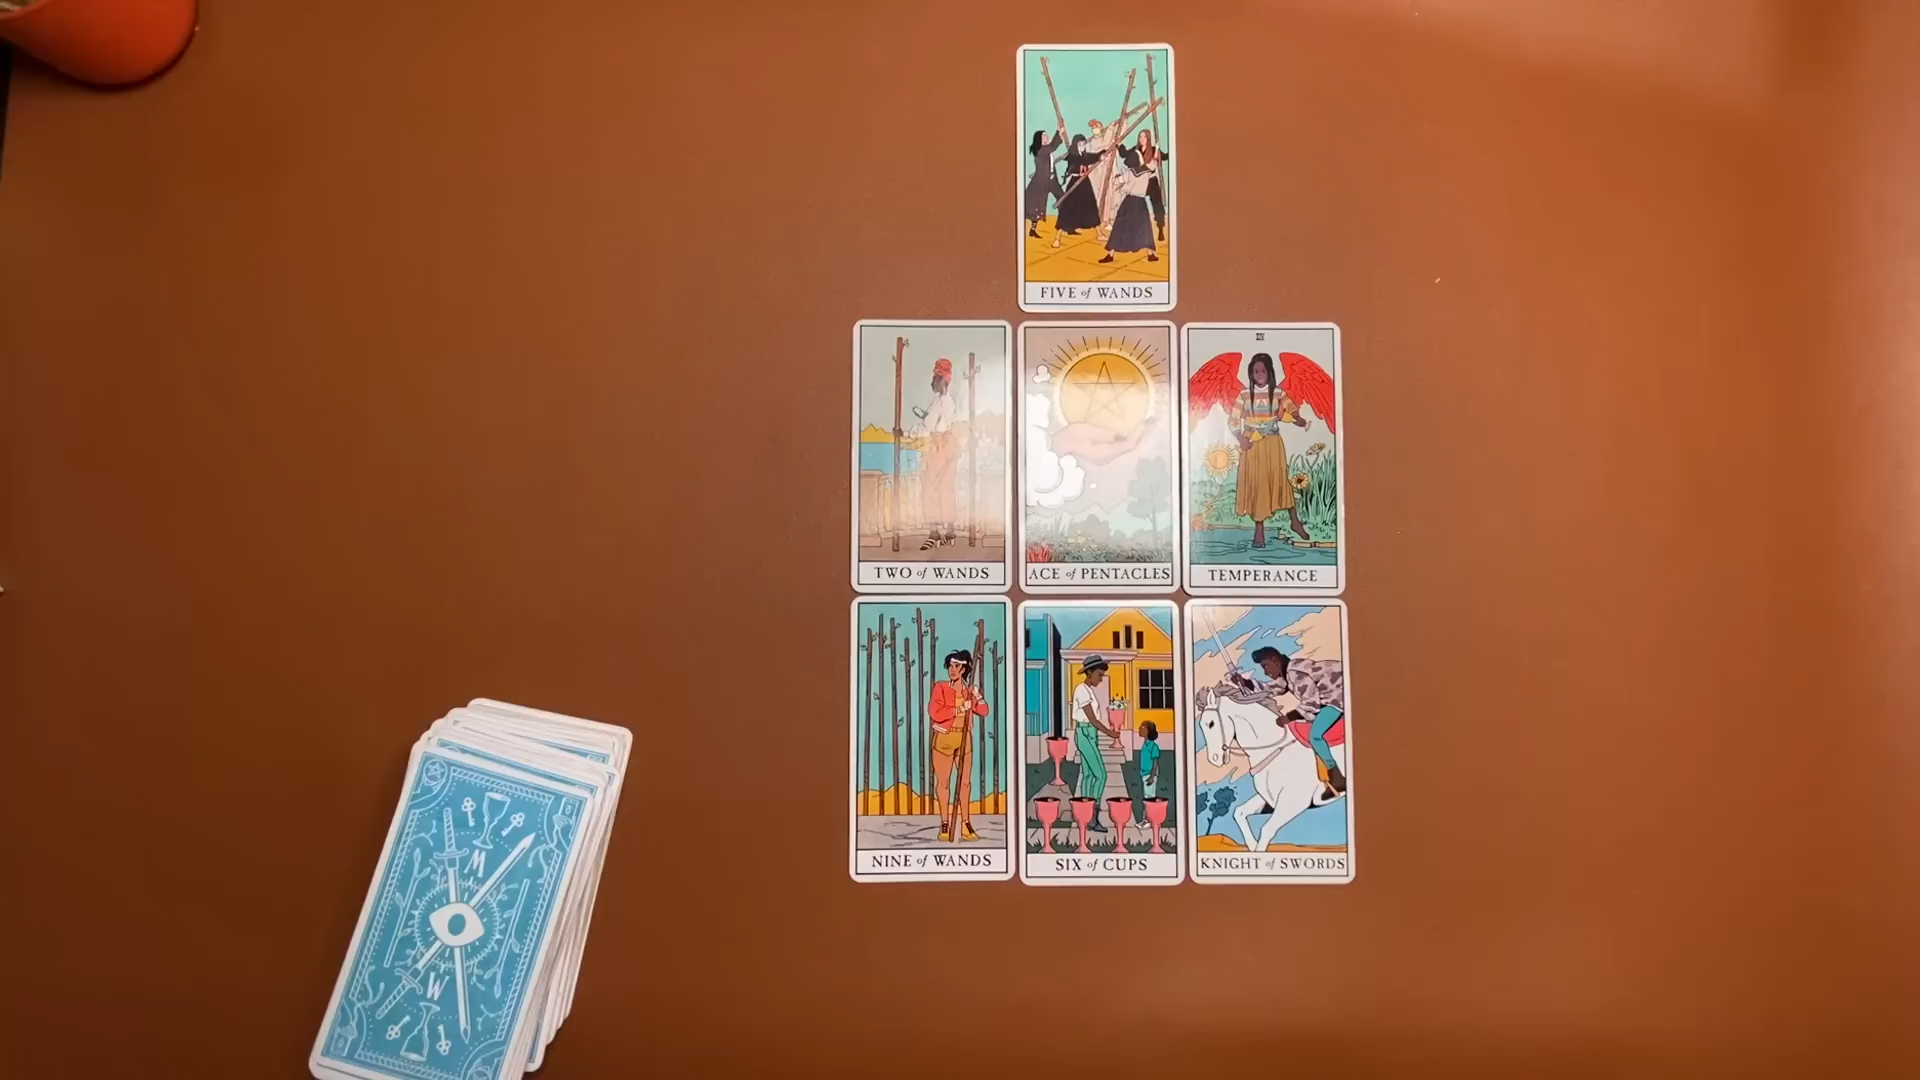 FIVE of WANDS
TWO of WANDS
ACE of PENTACLES
XIV
TEMPERANCE
NINE of WANDS
SIX of CUPS
KNIGHT of SWORDS
M
W